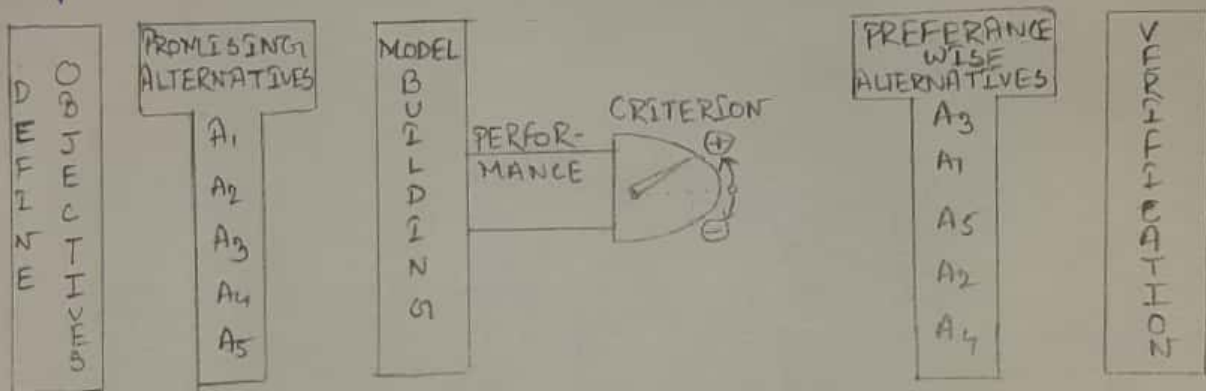 DEFINE
OBJECTIVES
PROMISING
ALTERNATIVES
A1
A2
A3
A4
A5
MODEL
BUILDING
PERFOR-
MANCE
CRITERION
+
-
PREFERANCE
WISE
ALTERNATIVES
A3
A1
A5
A2
A4
VERIFICATION